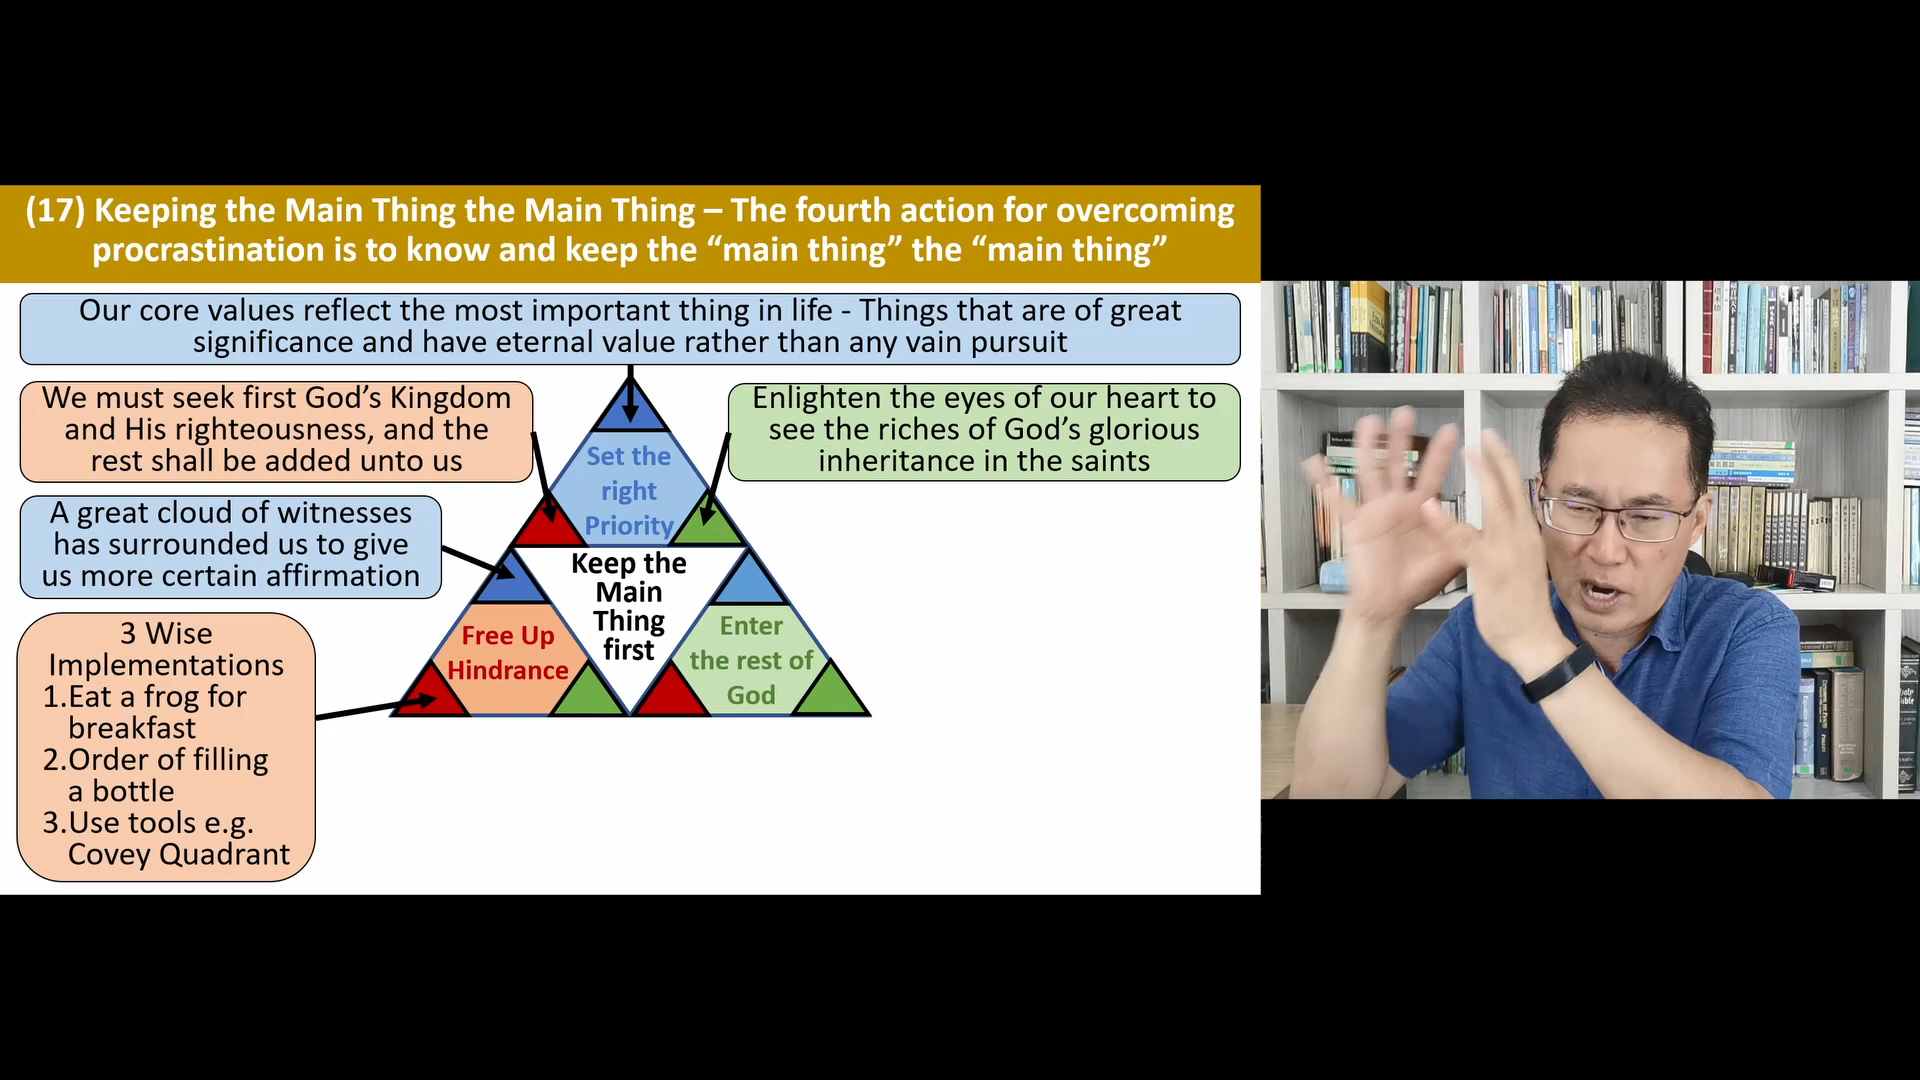 (17) Keeping the Main Thing the Main Thing – The fourth action for overcoming
procrastination is to know and keep the “main thing” the “main thing”
Our core values reflect the most important thing in life - Things that are of great
significance and have eternal value rather than any vain pursuit
We must seek first God’s Kingdom
and His righteousness, and the
rest shall be added unto us
Enlighten the eyes of our heart to
see the riches of God’s glorious
inheritance in the saints
A great cloud of witnesses
has surrounded us to give
us more certain affirmation
3 Wise
Implementations
1.Eat a frog for
breakfast
2.Order of filling
a bottle
3.Use tools e.g.
Covey Quadrant
Set the
right
Priority
Keep the
Main
Thing
first
Free Up
Hindrance
Enter
the rest of
God